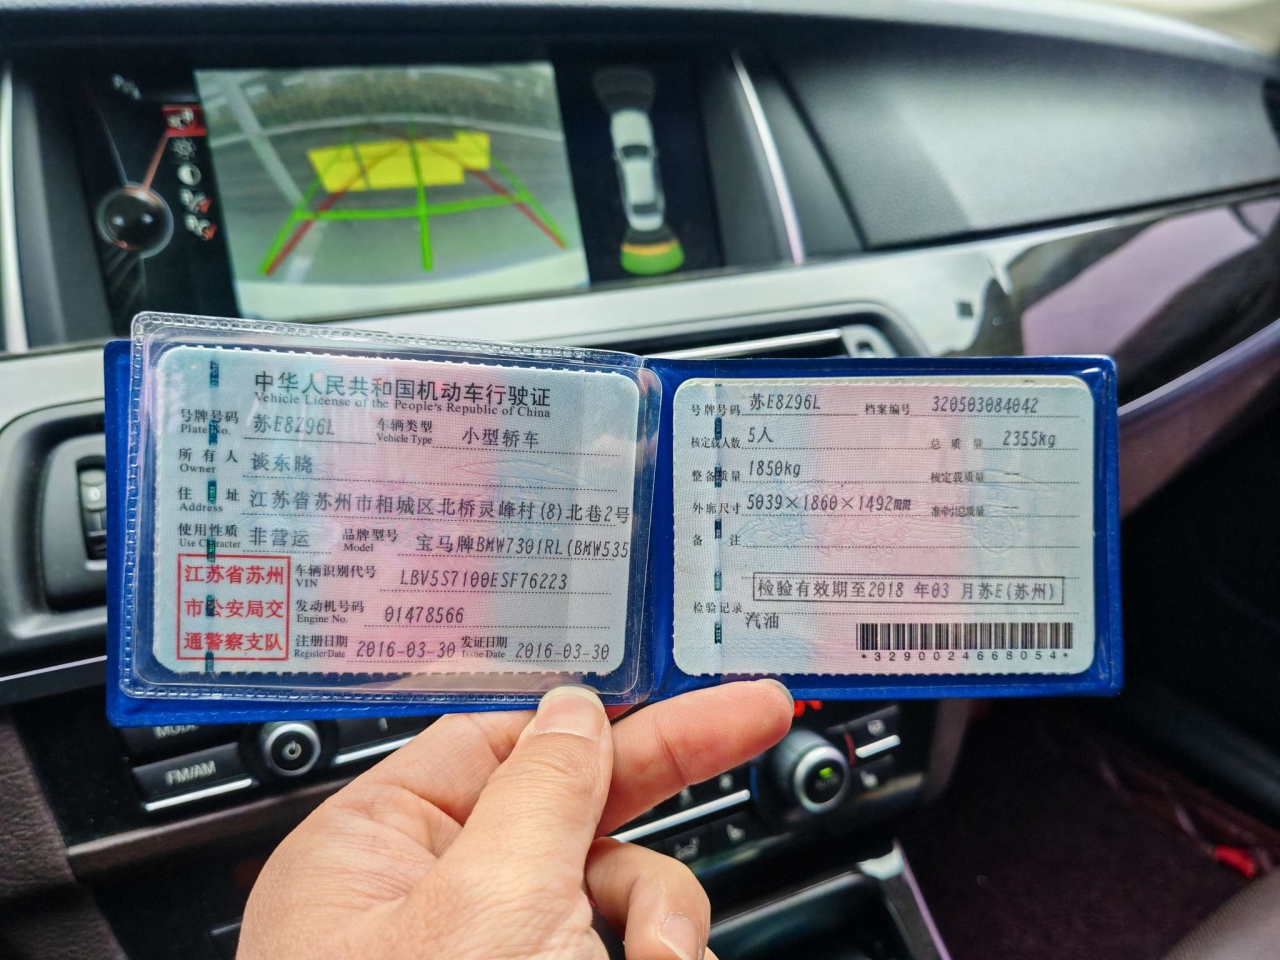 中华人民共和国机动车行驶证
Vehicle License of the People's Republic of China
号牌号码 苏E8Z96L 车辆类型 小型轿车
Plate No. Vehicle Type
所有人 谈东晓
Owner
住址 江苏省苏州市相城区北桥灵峰村(8)北巷2号
Address
使用性质 非营运 品牌型号 宝马牌BMW7301RL(BMW535
Use Character Model
江苏省苏州
市公安局交
通警察支队
车辆识别代号 LBV5S7100ESF76223
VIN
发动机号码 01478566
Engine No.
注册日期 2016-03-30 发证日期 2016-03-30
Register Date Issue Date
号牌号码 苏E8Z96L 档案编号 320503084042
核定载人数 5人 总质量 2355kg
整备质量 1850kg 核定载质量 —
外廓尺寸 5039×1860×1492mm 准牵引总质量 —
备注
检验有效期至2018 年03 月苏E(苏州)
检验记录
汽油
*3290024668054*
MODE
FM/AM
1